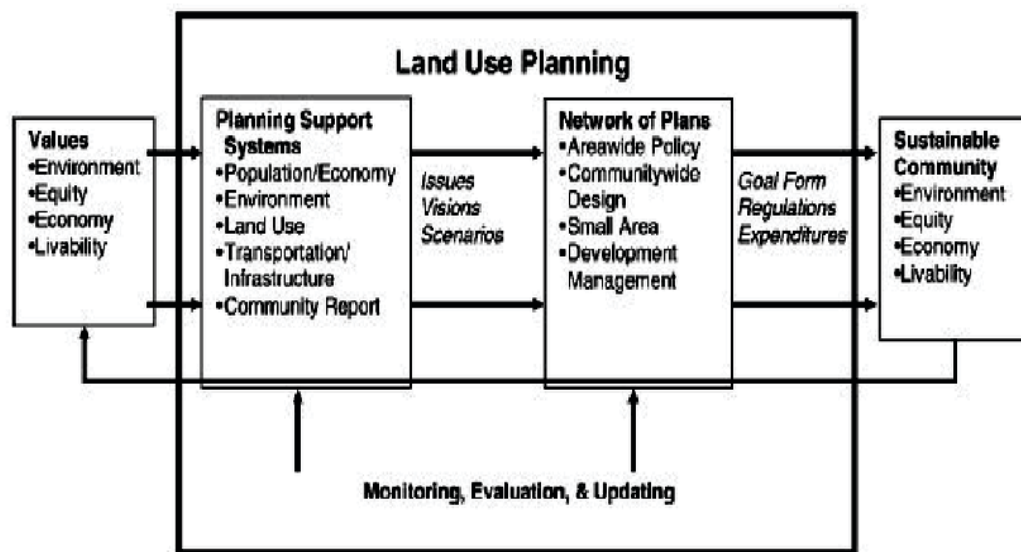 Land Use Planning
Values
•Environment
•Equity
•Economy
•Livability
Planning Support
Systems
•Population/Economy
•Environment
•Land Use
•Transportation/
Infrastructure
•Community Report
Issues
Visions
Scenarios
Network of Plans
•Areawide Policy
•Communitywide
Design
•Small Area
•Development
Management
Goal Form
Regulations
Expenditures
Sustainable
Community
•Environment
•Equity
•Economy
•Livability
Monitoring, Evaluation, & Updating